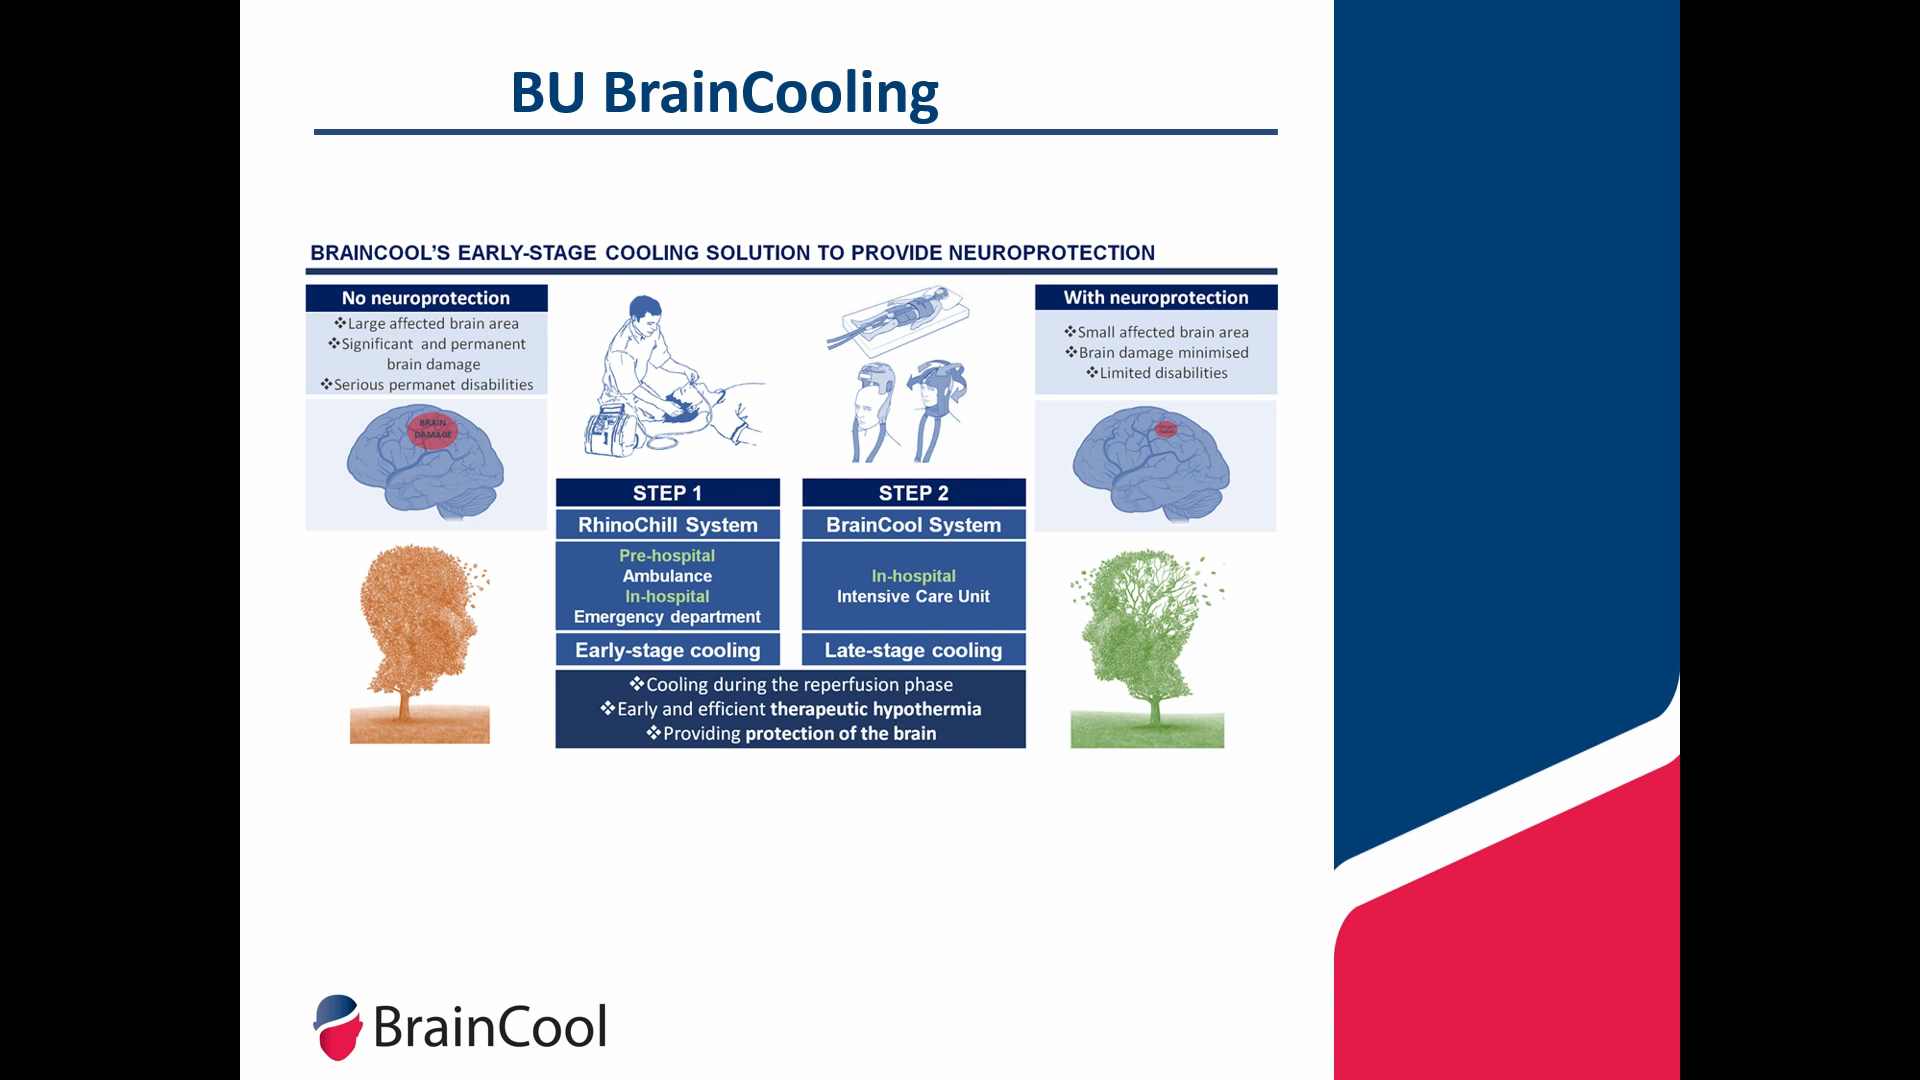 BU BrainCooling
BRAINCOOL'S EARLY-STAGE COOLING SOLUTION TO PROVIDE NEUROPROTECTION
No neuroprotection
❖Large affected brain area
❖Significant and permanent
brain damage
❖Serious permanet disabilities
BRAIN
DAMAGE
STEP 1
RhinoChill System
Pre-hospital
Ambulance
In-hospital
Emergency department
Early-stage cooling
STEP 2
BrainCool System
In-hospital
Intensive Care Unit
Late-stage cooling
❖Cooling during the reperfusion phase
❖Early and efficient therapeutic hypothermia
❖Providing protection of the brain
With neuroprotection
❖Small affected brain area
❖Brain damage minimised
❖Limited disabilities
BrainCool